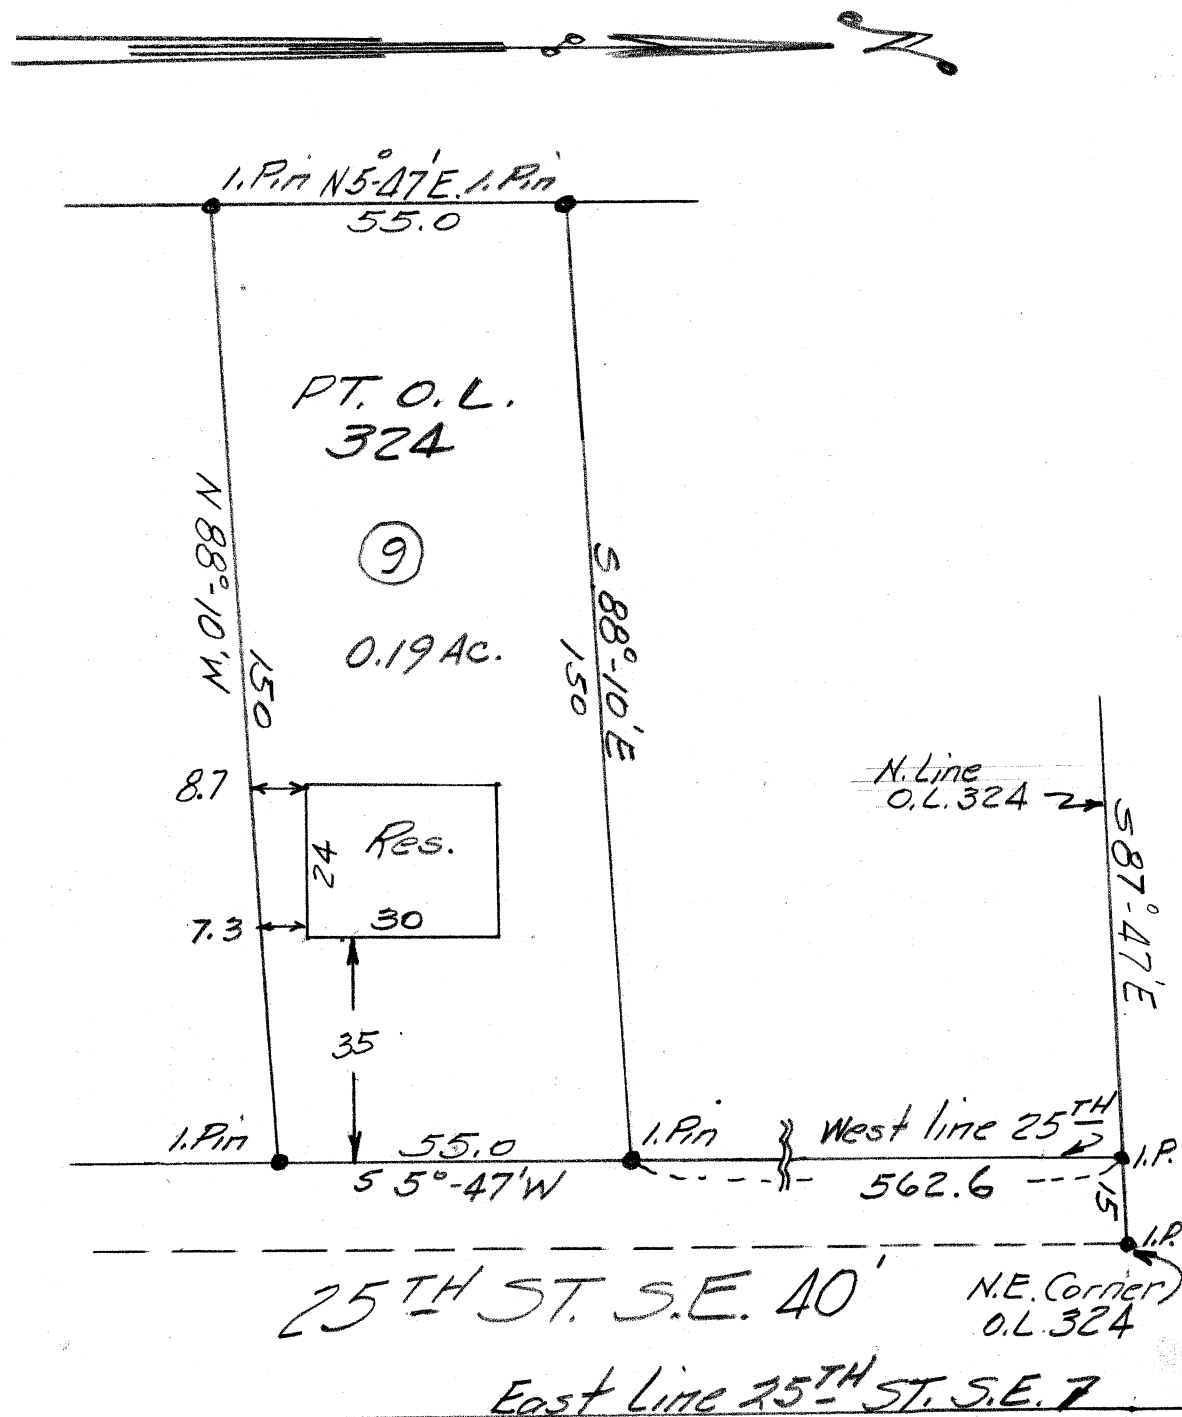 N
I.Pin N5°-47'E. I.Pin
55.0
PT. O.L.
324
9
0.19 Ac.
N 88°-10'W
150
S 88°-10'E
150
8.7
Res.
24
30
7.3
35
N. Line
O.L. 324
S 87°-47'E
I.Pin
55.0
S 5°-47'W
I.Pin
West line 25TH
562.6
I.P.
15
I.P.
25TH ST. S.E. 40'
N.E. Corner
O.L. 324
East Line 25TH ST. S.E.